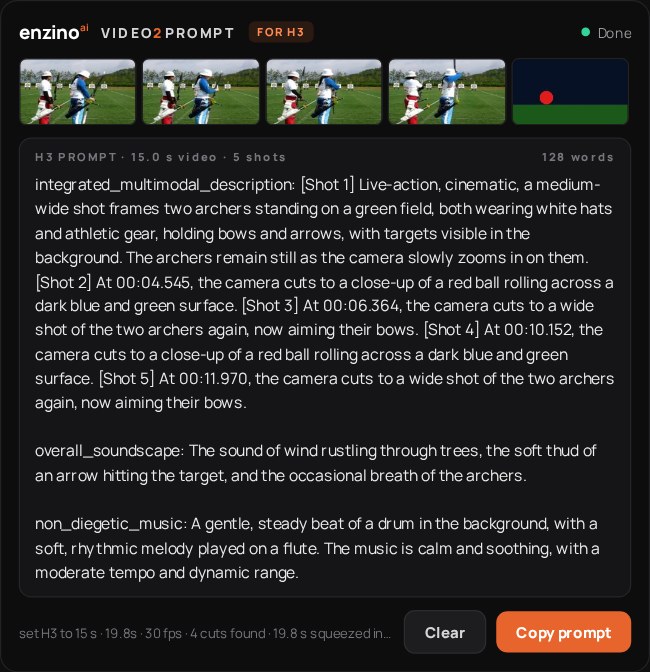 enzino ai VIDEO2PROMPT FOR H3 Done
H3 PROMPT · 15.0 s video · 5 shots 128 words
integrated_multimodal_description: [Shot 1] Live-action, cinematic, a medium-
wide shot frames two archers standing on a green field, both wearing white hats
and athletic gear, holding bows and arrows, with targets visible in the
background. The archers remain still as the camera slowly zooms in on them.
[Shot 2] At 00:04.545, the camera cuts to a close-up of a red ball rolling across a
dark blue and green surface. [Shot 3] At 00:06.364, the camera cuts to a wide
shot of the two archers again, now aiming their bows. [Shot 4] At 00:10.152, the
camera cuts to a close-up of a red ball rolling across a dark blue and green
surface. [Shot 5] At 00:11.970, the camera cuts to a wide shot of the two archers
again, now aiming their bows.
overall_soundscape: The sound of wind rustling through trees, the soft thud of
an arrow hitting the target, and the occasional breath of the archers.
non_diegetic_music: A gentle, steady beat of a drum in the background, with a
soft, rhythmic melody played on a flute. The music is calm and soothing, with a
moderate tempo and dynamic range.
set H3 to 15 s · 19.8s · 30 fps · 4 cuts found · 19.8 s squeezed in... Clear Copy prompt